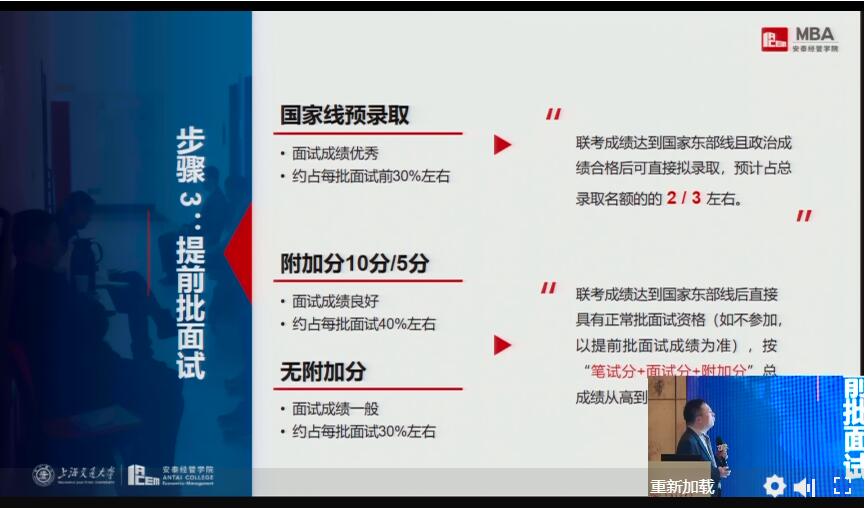 MBA
安泰经管学院
步骤3:提前批面试
国家线预录取
• 面试成绩优秀
• 约占每批面试前30%左右
联考成绩达到国家东部线且政治成
绩合格后可直接拟录取，预计占总
录取名额的的 2 / 3 左右。
附加分10分/5分
• 面试成绩良好
• 约占每批面试40%左右
无附加分
• 面试成绩一般
• 约占每批面试30%左右
联考成绩达到国家东部线后直接
具有正常批面试资格（如不参加，
以提前批面试成绩为准），按
“笔试分+面试分+附加分”总
成绩从高到
前批面试
上海交通大学
安泰经管学院
ANTAI COLLEGE
Economics·Management
重新加载